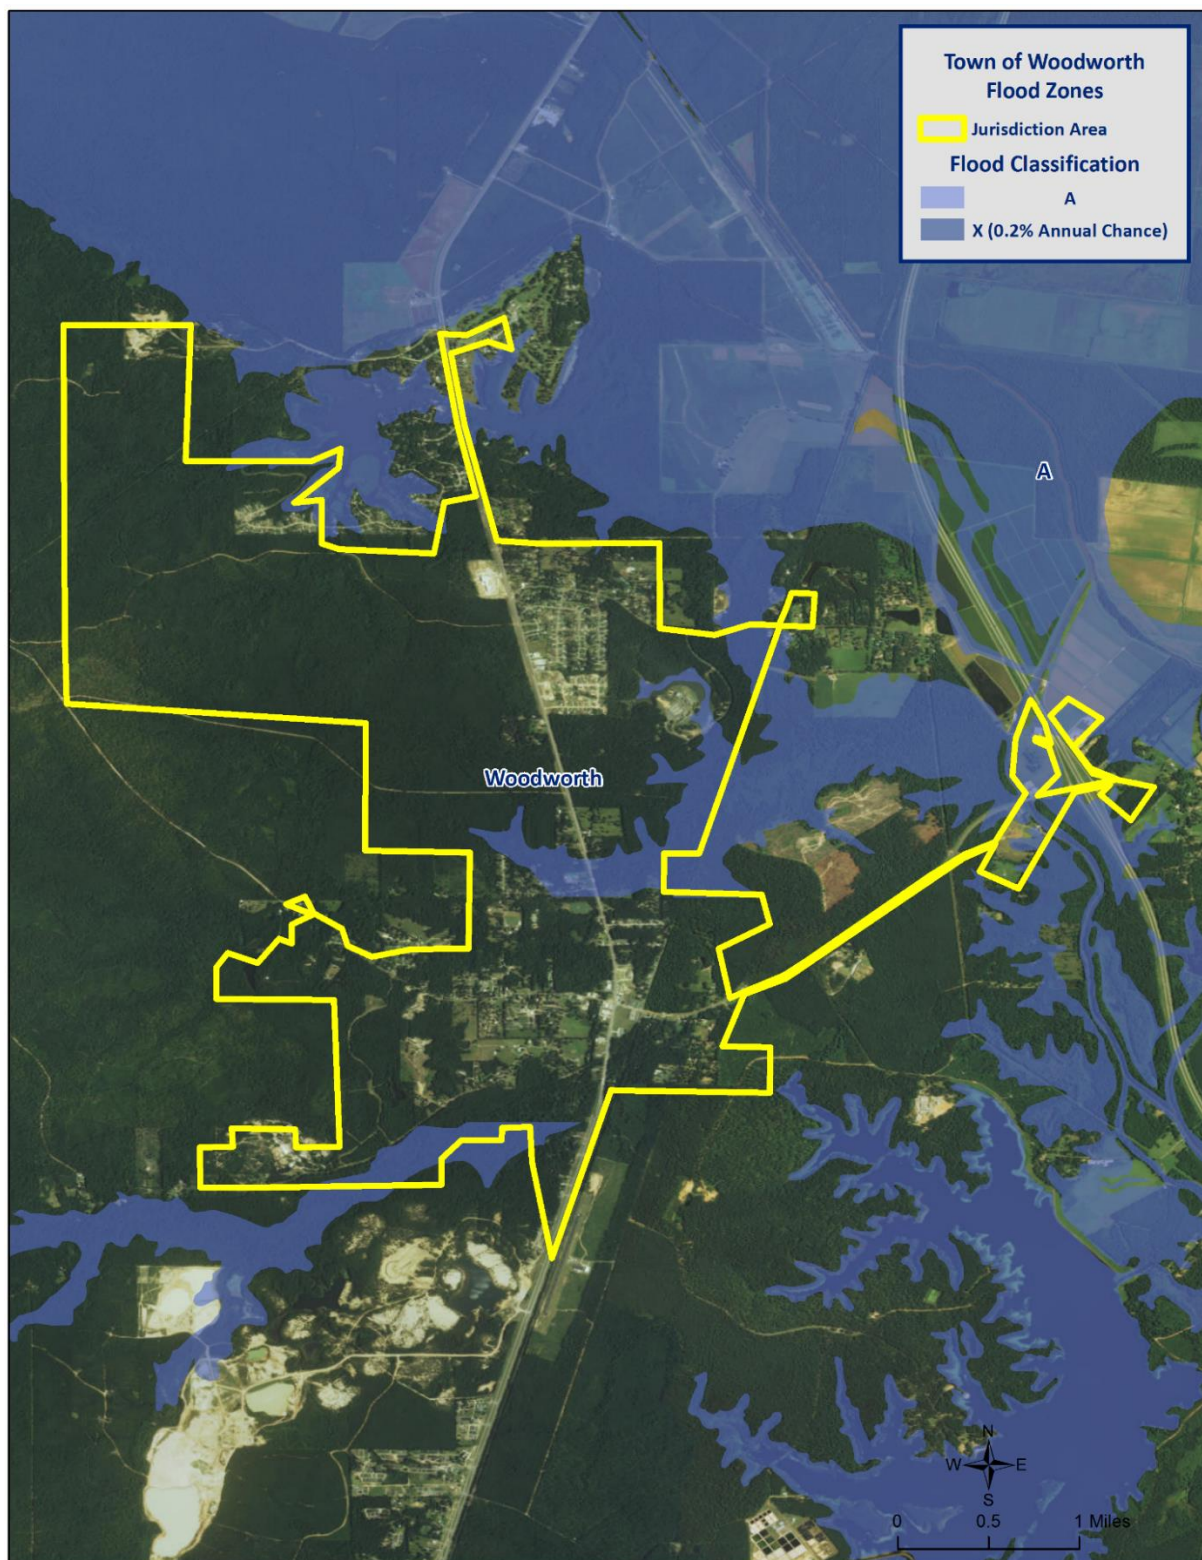 Town of Woodworth
Flood Zones
Jurisdiction Area
Flood Classification
A
X (0.2% Annual Chance)
A
Woodworth
N
W E
S
0 0.5 1 Miles